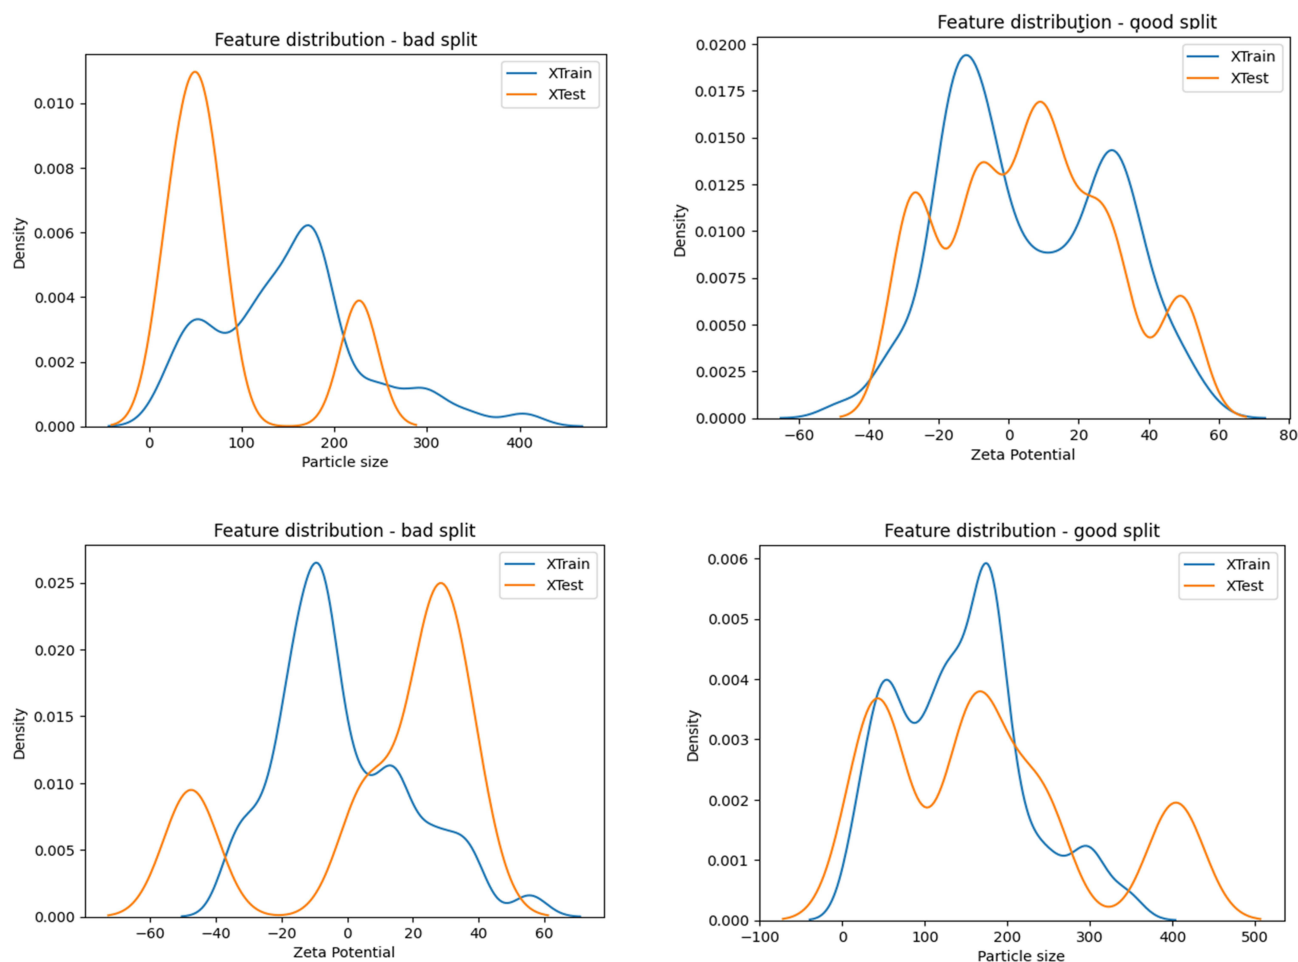 Feature distribution - bad split
XTrain
XTest
0.010
0.008
0.006
0.004
0.002
0.000
Density
0 100 200 300 400
Particle size
Feature distribution - good split
XTrain
XTest
0.0200
0.0175
0.0150
0.0125
0.0100
0.0075
0.0050
0.0025
0.0000
Density
−60 −40 −20 0 20 40 60 80
Zeta Potential
Feature distribution - bad split
XTrain
XTest
0.025
0.020
0.015
0.010
0.005
0.000
Density
−60 −40 −20 0 20 40 60
Zeta Potential
Feature distribution - good split
XTrain
XTest
0.006
0.005
0.004
0.003
0.002
0.001
0.000
Density
−100 0 100 200 300 400 500
Particle size